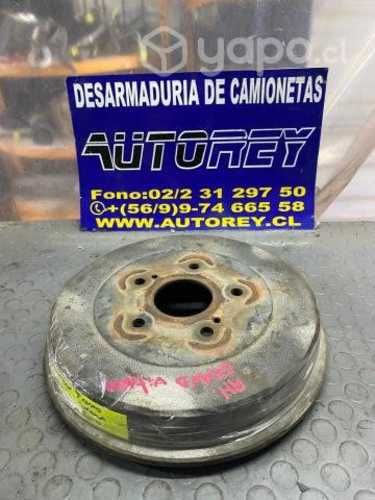 yapo.cl
DESARMADURIA DE CAMIONETAS
AUTOREY
Fono:02/2 31 297 50
+(56/9)9-74 665 58
WWW.AUTOREY.CL